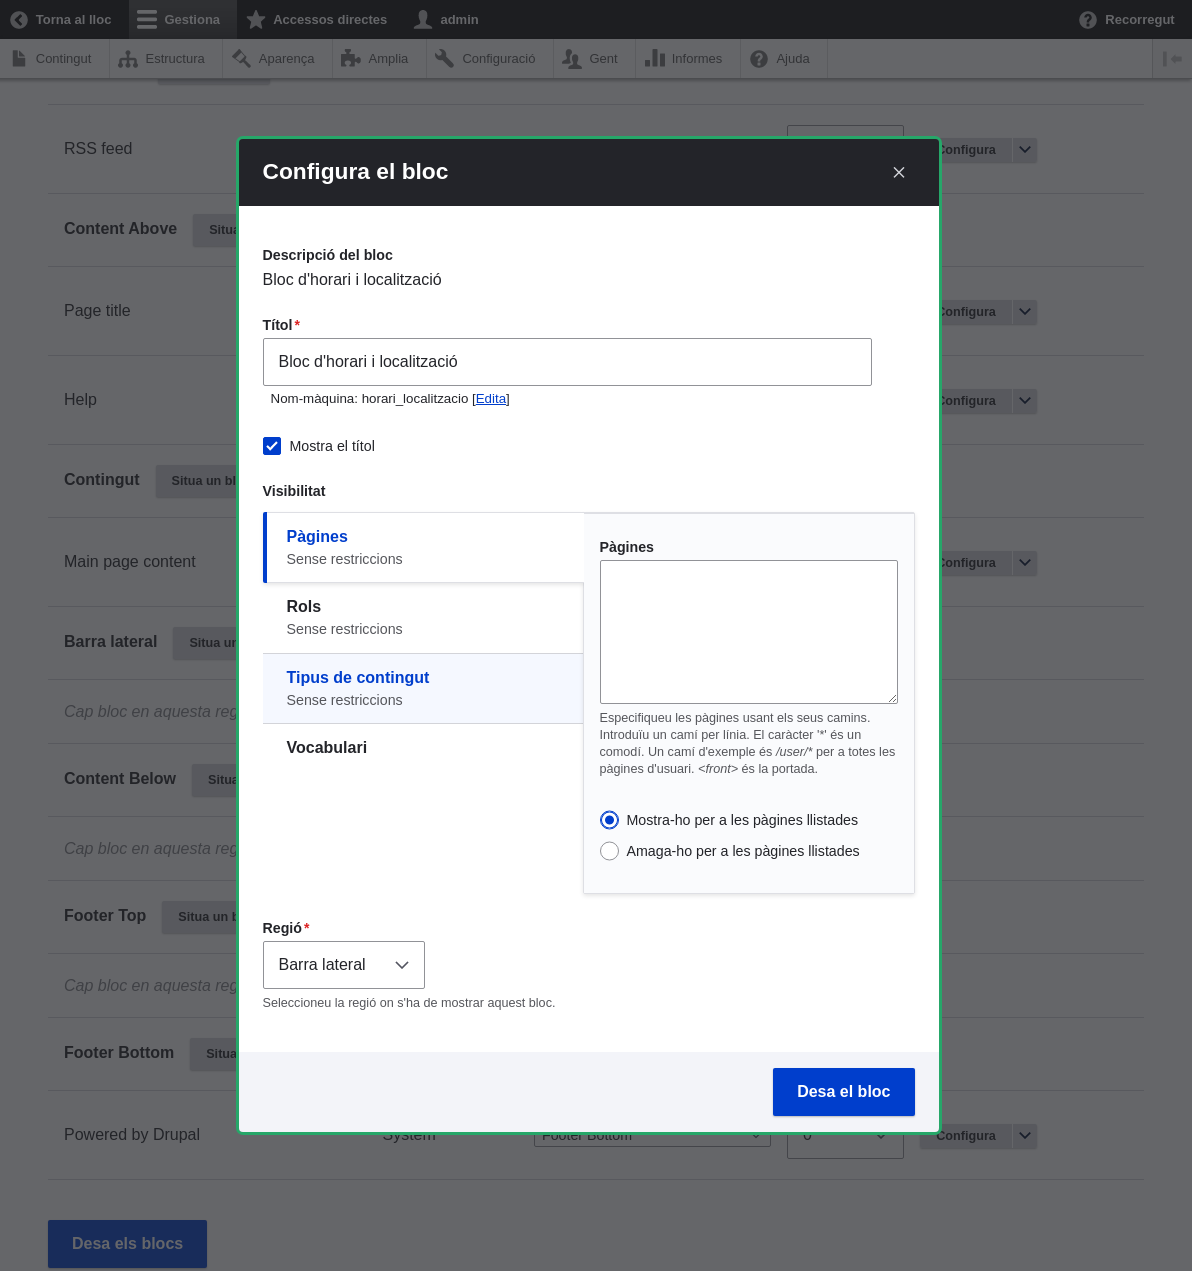 Torna al lloc Gestiona Accessos directes admin Recorregut
Contingut Estructura Aparença Amplia Configuració Gent Informes Ajuda
RSS feed
Configura
Configura el bloc
Content Above Situa
Descripció del bloc
Bloc d'horari i localització
Page title
Configura
Títol*
Bloc d'horari i localització
Nom-màquina: horari_localitzacio [Edita]
Help
Configura
Mostra el títol
Contingut Situa un bl
Visibilitat
Pàgines
Sense restriccions
Rols
Sense restriccions
Tipus de contingut
Sense restriccions
Vocabulari
Pàgines
Especifiqueu les pàgines usant els seus camins.
Introduïu un camí per línia. El caràcter '*' és un
comodí. Un camí d'exemple és /user/* per a totes les
pàgines d'usuari. <front> és la portada.
Mostra-ho per a les pàgines llistades
Amaga-ho per a les pàgines llistades
Main page content
Configura
Barra lateral Situa un
Cap bloc en aquesta reg
Content Below Situa
Cap bloc en aquesta reg
Footer Top Situa un b
Regió*
Barra lateral
Seleccioneu la regió on s'ha de mostrar aquest bloc.
Cap bloc en aquesta reg
Footer Bottom Situa
Desa el bloc
Powered by Drupal System Footer Bottom 0 Configura
Desa els blocs